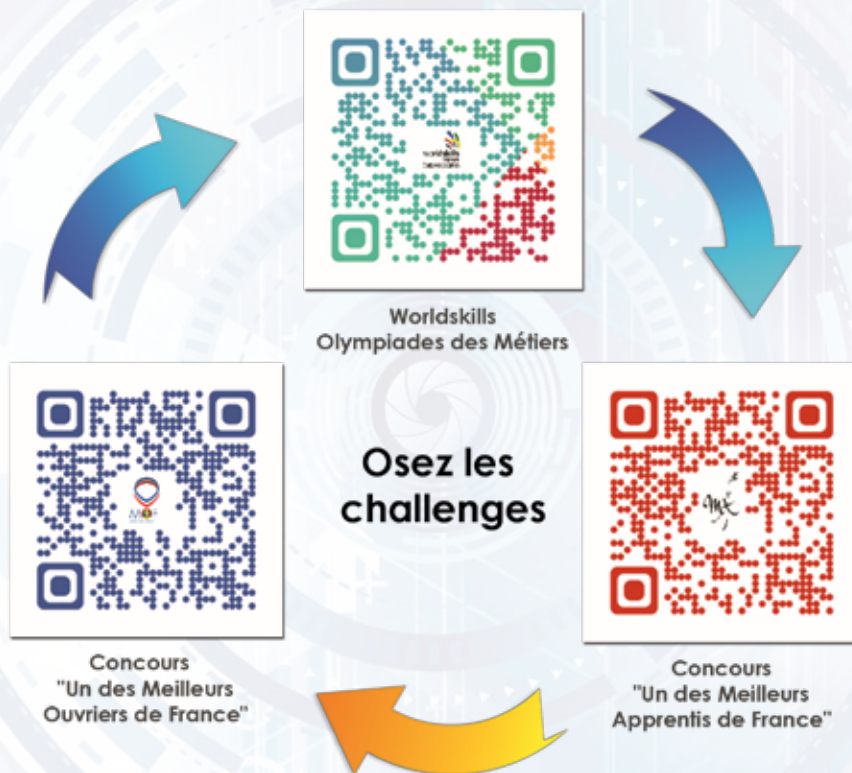 worldskills
Worldskills
Olympiades des Métiers
Osez les
challenges
Concours
"Un des Meilleurs
Ouvriers de France"
Concours
"Un des Meilleurs
Apprentis de France"